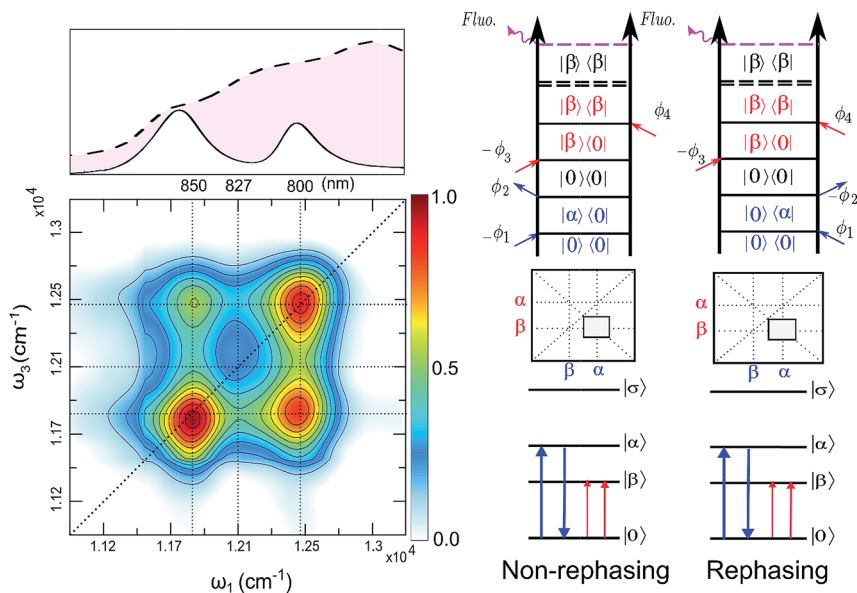 850 827 800 (nm)
x10⁴
1.3
1.25
1.21
1.17
1.12
ω₃ (cm⁻¹)
1.12 1.17 1.21 1.25 1.3
x10⁴
ω₁ (cm⁻¹)
1.0
0.5
0.0
Fluo.
|β⟩ ⟨β|
|β⟩ ⟨β|
ϕ₄
|β⟩ ⟨0|
-ϕ₃
|0⟩ ⟨0|
ϕ₂
|α⟩ ⟨0|
-ϕ₁
|0⟩ ⟨0|
α
β
β α
|σ⟩
|α⟩
|β⟩
|0⟩
Non-rephasing
Fluo.
|β⟩ ⟨β|
|β⟩ ⟨β|
ϕ₄
|β⟩ ⟨0|
-ϕ₃
|0⟩ ⟨0|
-ϕ₂
|0⟩ ⟨α|
ϕ₁
|0⟩ ⟨0|
α
β
β α
|σ⟩
|α⟩
|β⟩
|0⟩
Rephasing